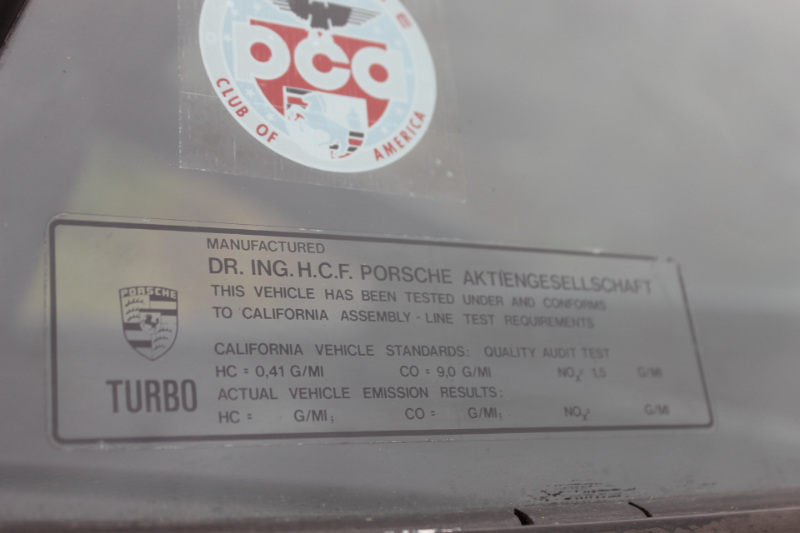 pca
CLUB OF AMERICA
MANUFACTURED
DR. ING. H.C.F. PORSCHE AKTIENGESELLSCHAFT
THIS VEHICLE HAS BEEN TESTED UNDER AND CONFORMS
TO CALIFORNIA ASSEMBLY-LINE TEST REQUIREMENTS
PORSCHE
TURBO
CALIFORNIA VEHICLE STANDARDS: QUALITY AUDIT TEST
HC = 0,41 G/MI CO = 9,0 G/MI NOx= 1,5 G/MI
ACTUAL VEHICLE EMISSION RESULTS:
HC = G/MI; CO = G/MI; NOx= G/MI